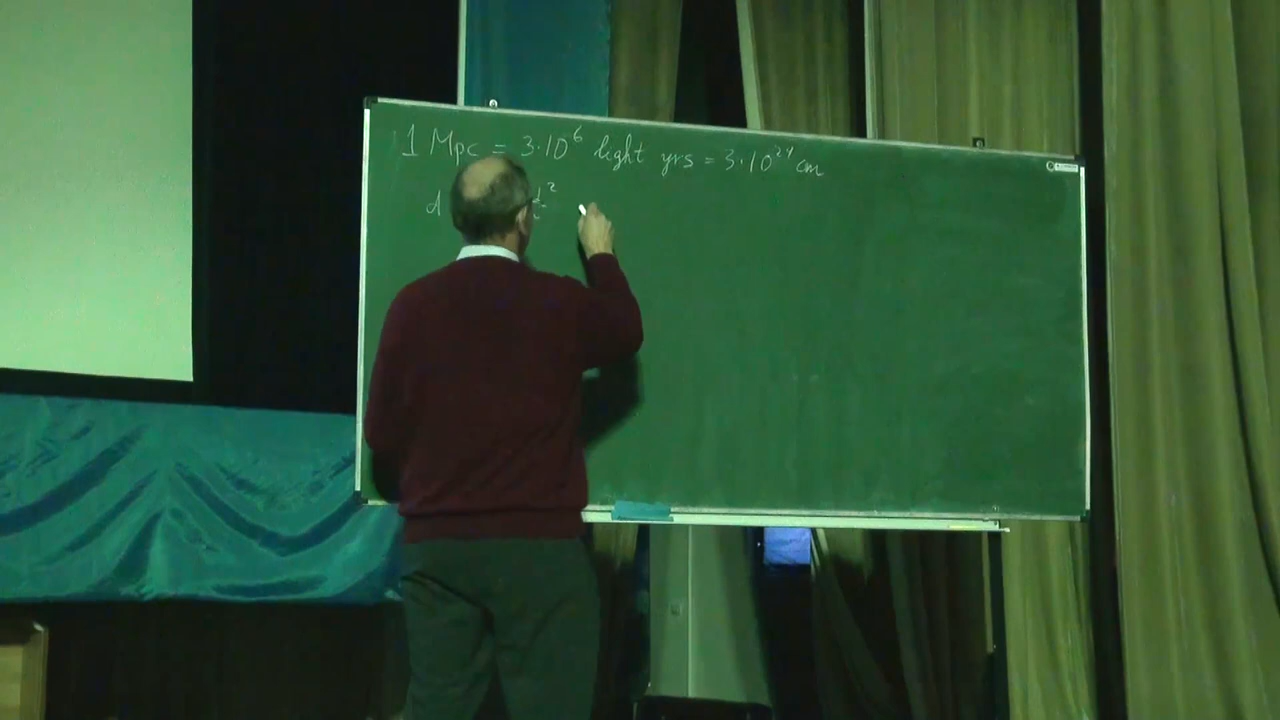 1 Mpc = 3·10⁶ light yrs = 3·10²⁴ cm
d